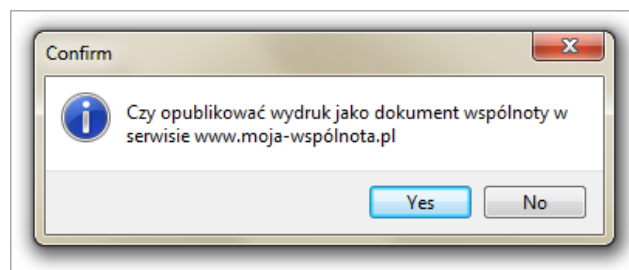 Confirm
Czy opublikować wydruk jako dokument wspólnoty w
serwisie www.moja-wspólnota.pl
Yes
No